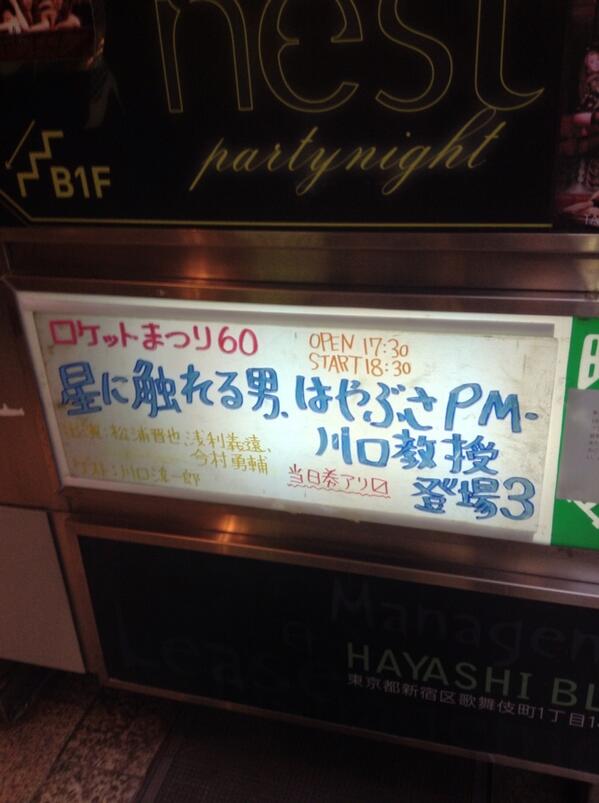 nest
partynight
B1F
ロケットまつり60
OPEN 17:30
START 18:30
星に触れる男、はやぶさPM-
川口教授
登場3
出演:松浦晋也、浅利義遠、
今村勇輔
ゲスト:川口淳一郎
当日券アリ〼
Managem
Lease
HAYASHI BL
東京都新宿区歌舞伎町1丁目1